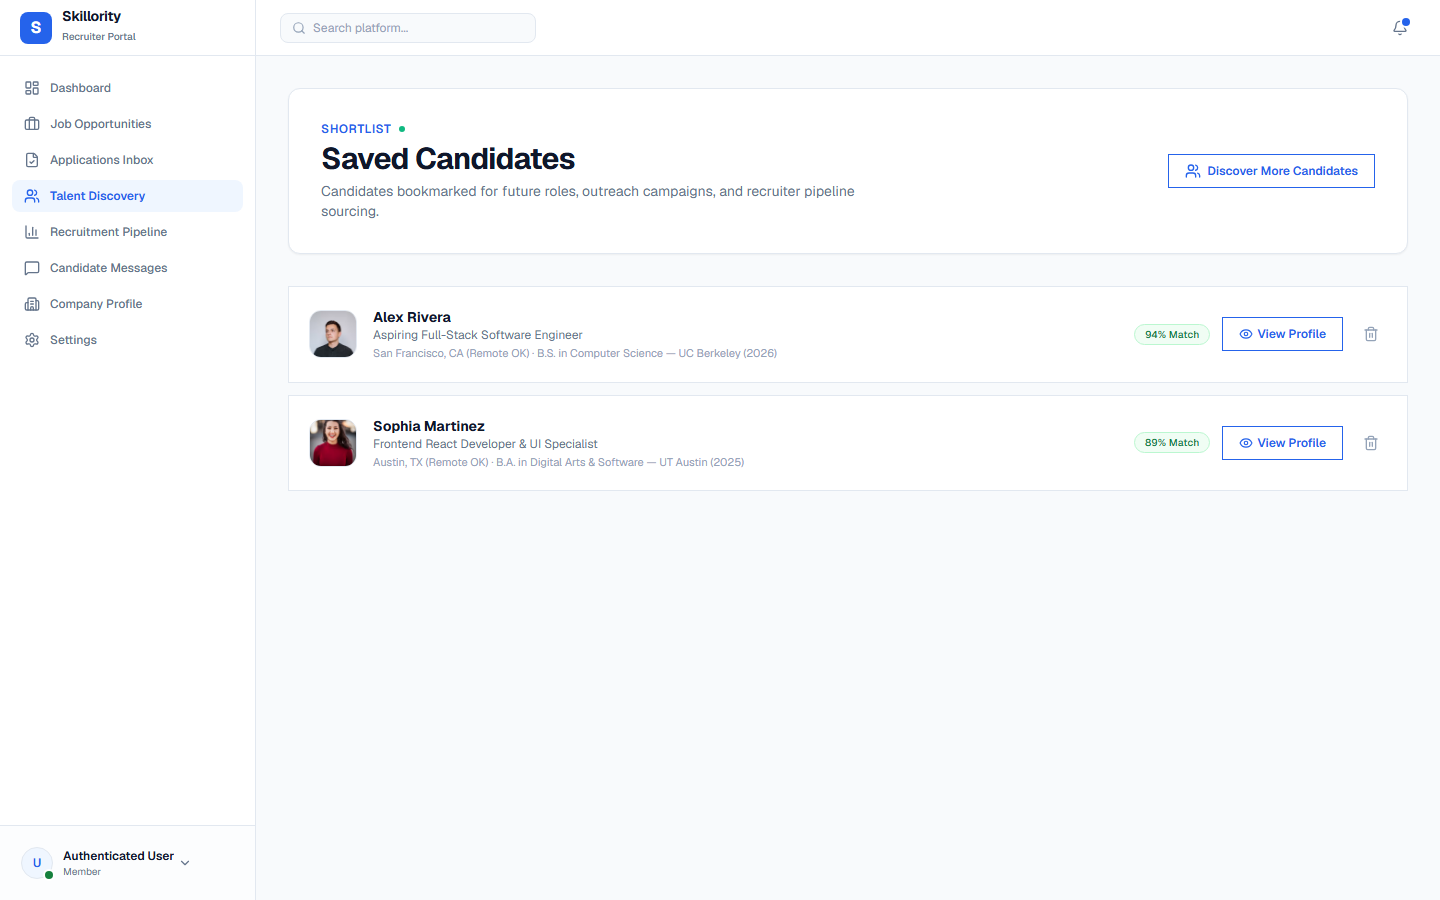 S
Skillority
Recruiter Portal
Search platform...
Dashboard
Job Opportunities
Applications Inbox
Talent Discovery
Recruitment Pipeline
Candidate Messages
Company Profile
Settings
SHORTLIST
Saved Candidates
Candidates bookmarked for future roles, outreach campaigns, and recruiter pipeline
sourcing.
Discover More Candidates
Alex Rivera
Aspiring Full-Stack Software Engineer
San Francisco, CA (Remote OK) · B.S. in Computer Science — UC Berkeley (2026)
94% Match
View Profile
Sophia Martinez
Frontend React Developer & UI Specialist
Austin, TX (Remote OK) · B.A. in Digital Arts & Software — UT Austin (2025)
89% Match
View Profile
U
Authenticated User
Member